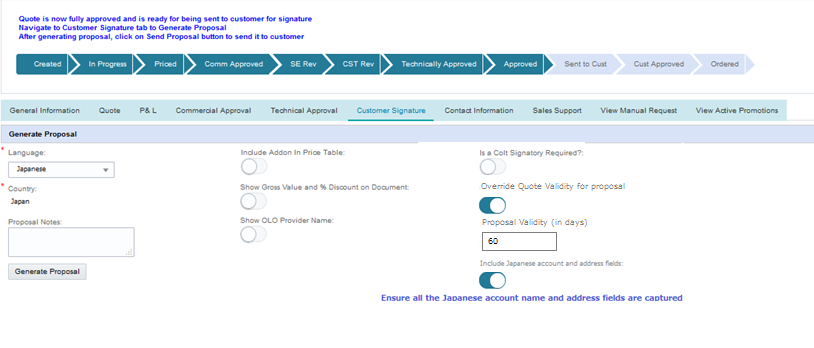 Quote is now fully approved and is ready for being sent to customer for signature
Navigate to Customer Signature tab to Generate Proposal
After generating proposal, click on Send Proposal button to send it to customer
Created In Progress Priced Comm Approved SE Rev CST Rev Technically Approved Approved Sent to Cust Cust Approved Ordered
General Information Quote P& L Commercial Approval Technical Approval Customer Signature Contact Information Sales Support View Manual Request View Active Promotions
Generate Proposal
* Language:
Japanese
* Country:
Japan
Proposal Notes:
Generate Proposal
Include Addon In Price Table:
Show Gross Value and % Discount on Document:
Show OLO Provider Name:
Is a Colt Signatory Required?:
Override Quote Validity for proposal
Proposal Validity (in days)
60
Include Japanese account and address fields:
Ensure all the Japanese account name and address fields are captured